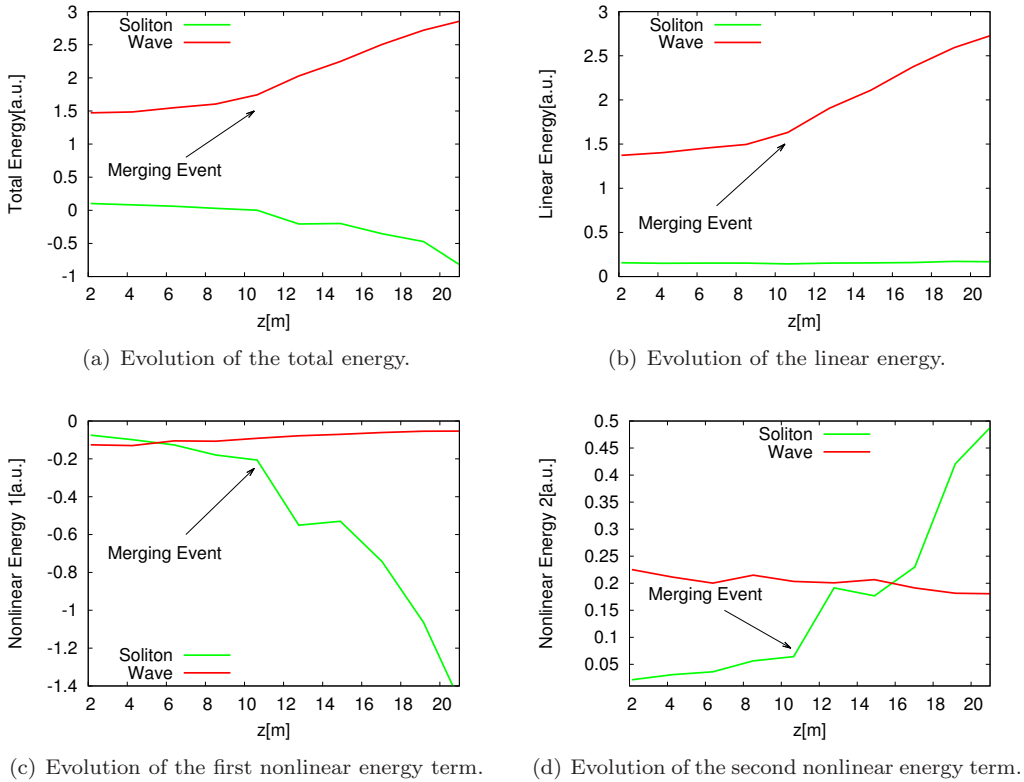 Total Energy[a.u.]
3
2.5
2
1.5
1
0.5
0
-0.5
-1
Soliton
Wave
Merging Event
2 4 6 8 10 12 14 16 18 20
z[m]
(a) Evolution of the total energy.
Linear Energy[a.u.]
3
2.5
2
1.5
1
0.5
0
Soliton
Wave
Merging Event
2 4 6 8 10 12 14 16 18 20
z[m]
(b) Evolution of the linear energy.
Nonlinear Energy 1[a.u.]
0
-0.2
-0.4
-0.6
-0.8
-1
-1.2
-1.4
Merging Event
Soliton
Wave
2 4 6 8 10 12 14 16 18 20
z[m]
(c) Evolution of the first nonlinear energy term.
Nonlinear Energy 2[a.u.]
0.5
0.45
0.4
0.35
0.3
0.25
0.2
0.15
0.1
0.05
Soliton
Wave
Merging Event
2 4 6 8 10 12 14 16 18 20
z[m]
(d) Evolution of the second nonlinear energy term.